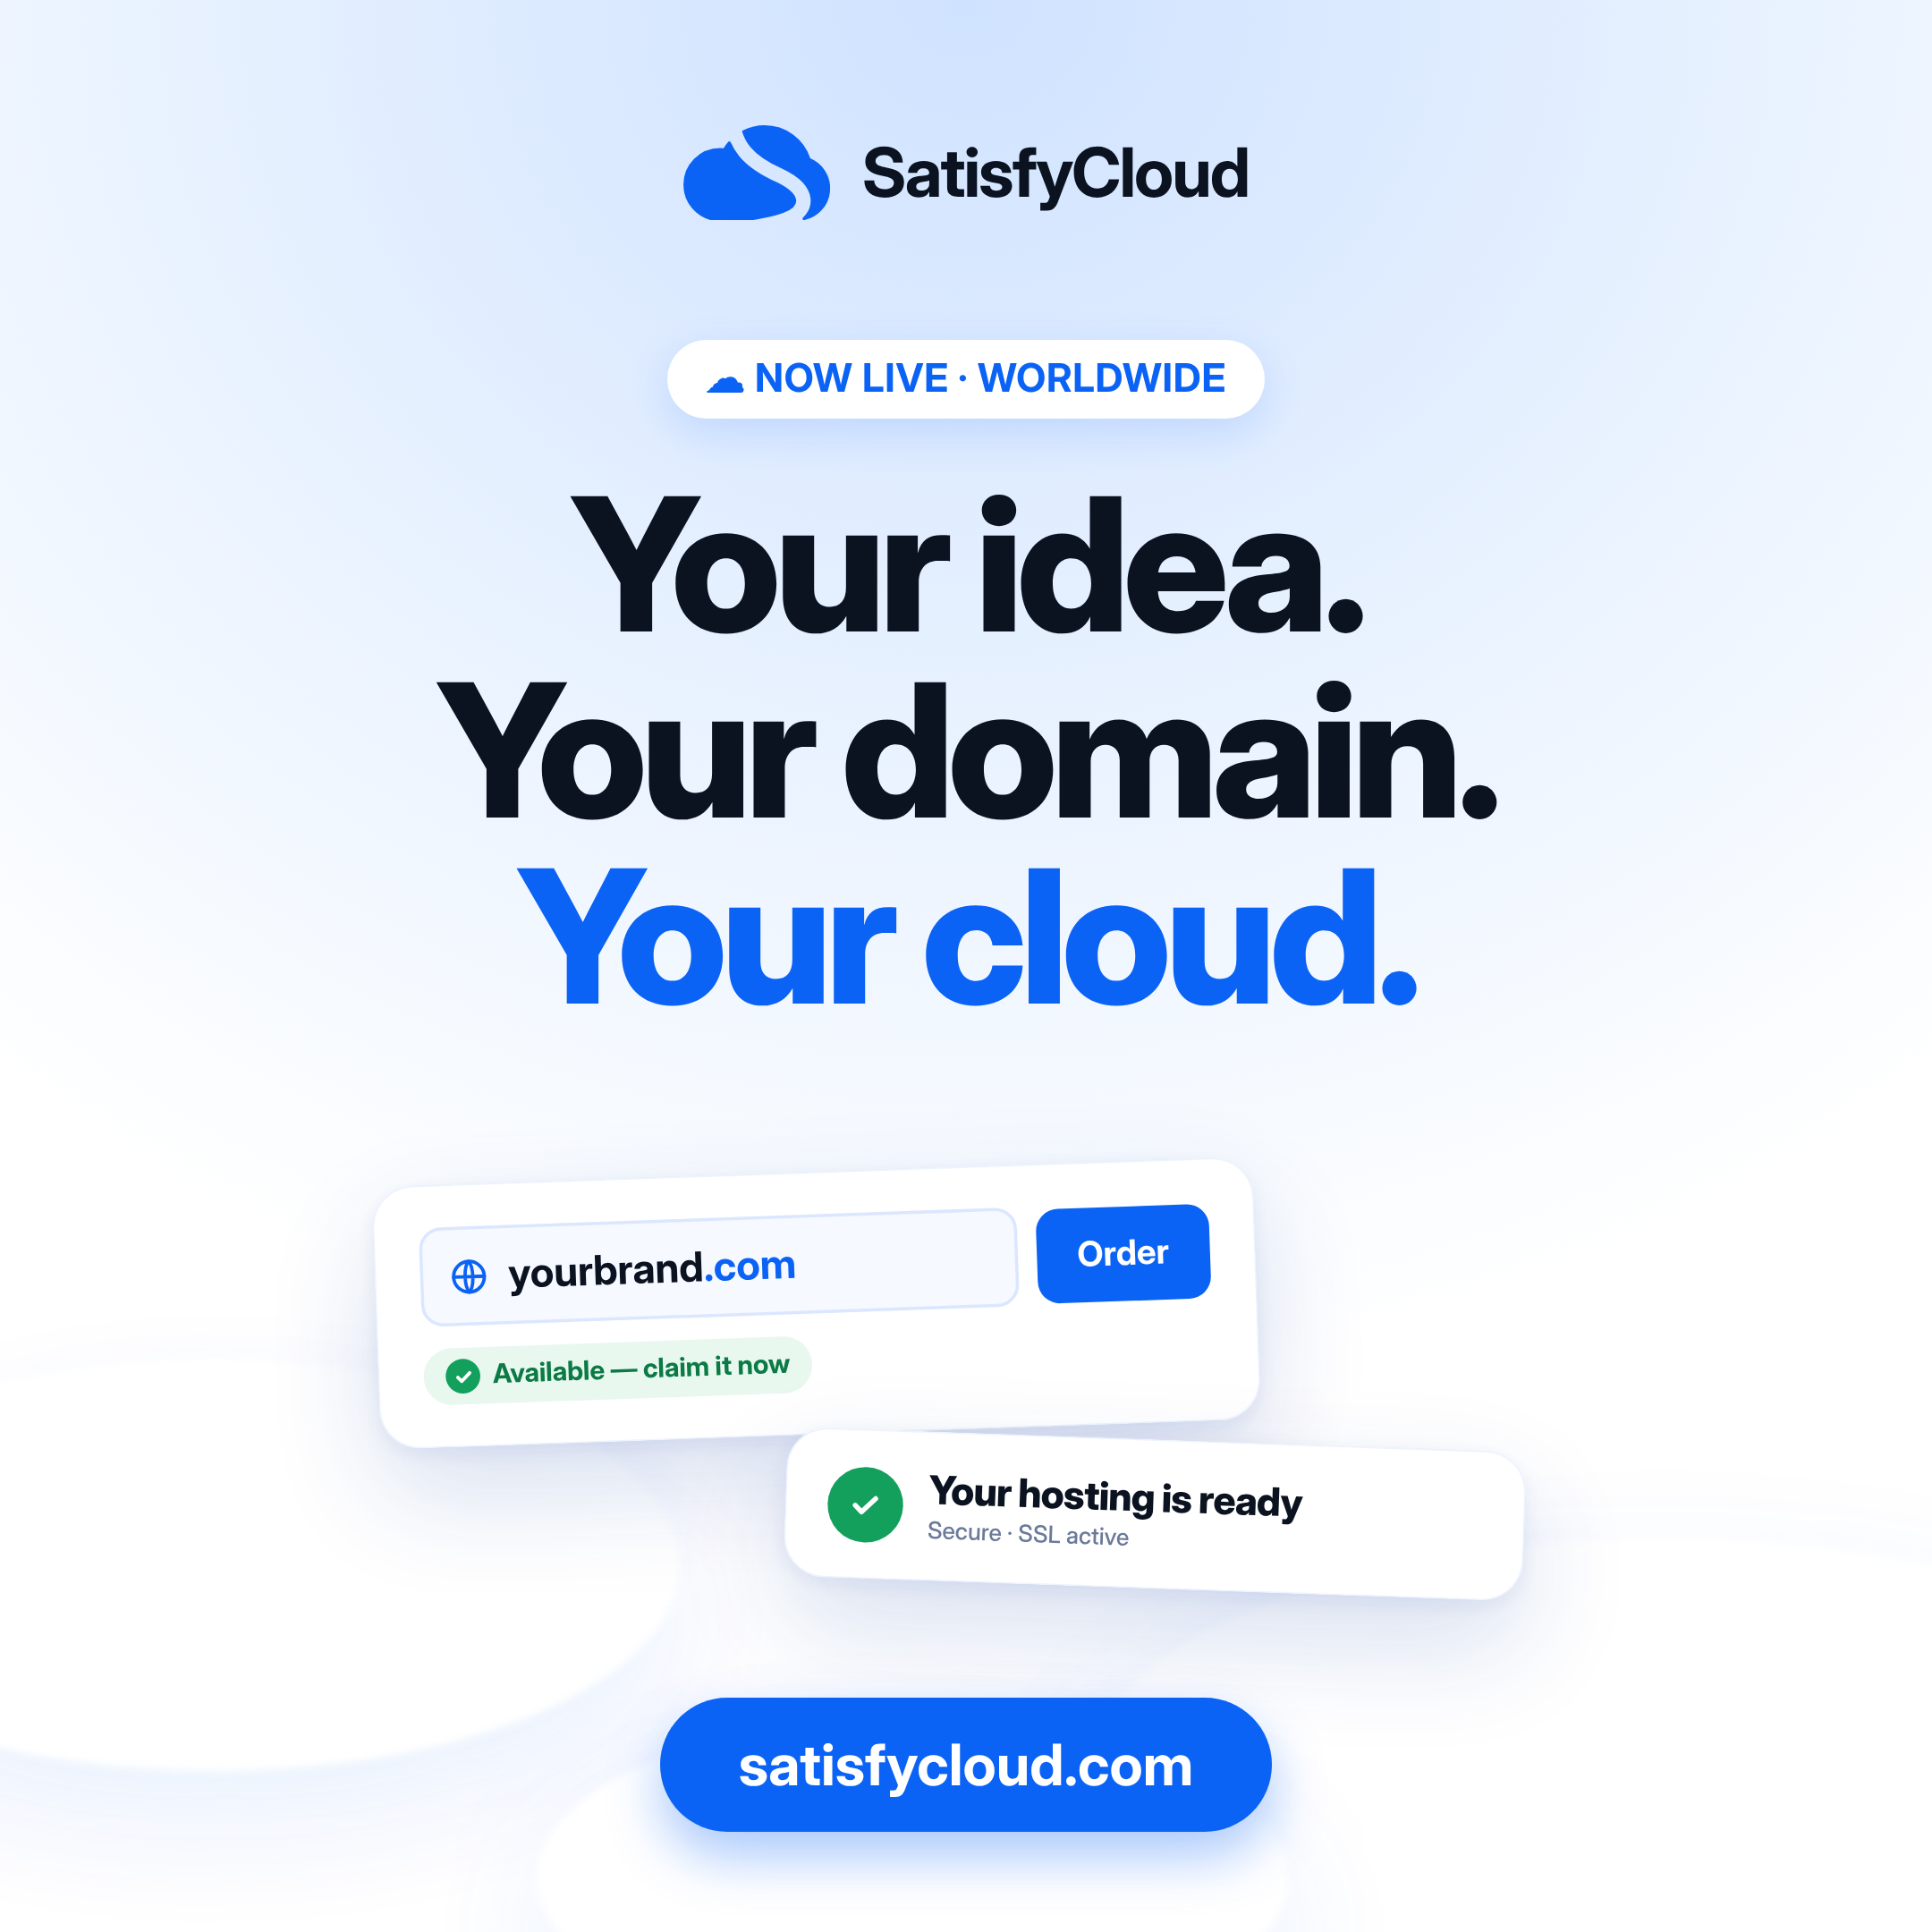 SatisfyCloud
☁ NOW LIVE · WORLDWIDE
Your idea.
Your domain.
Your cloud.
yourbrand.com
Order
Available — claim it now
Your hosting is ready
Secure · SSL active
satisfycloud.com